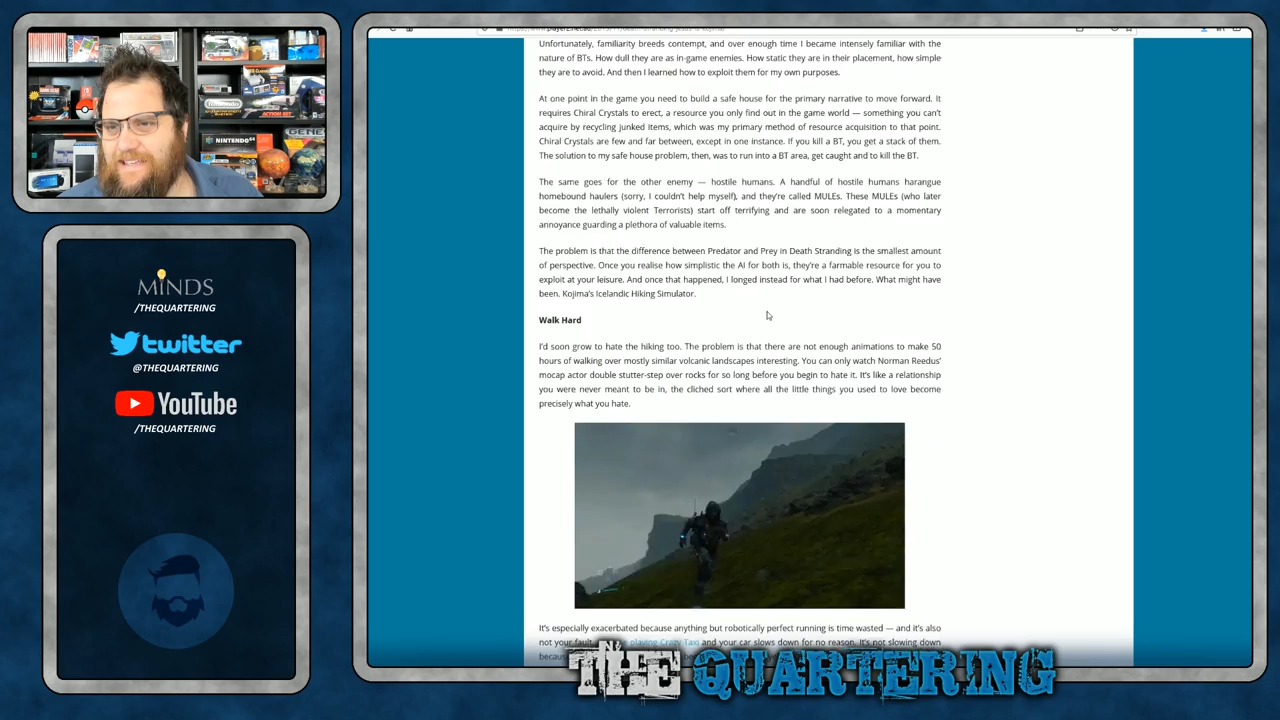 Unfortunately, familiarity breeds contempt, and over enough time I became intensely familiar with the
nature of BTs. How dull they are as in-game enemies. How static they are in their placement, how simple
they are to avoid. And then I learned how to exploit them for my own purposes.
At one point in the game you need to build a safe house for the primary narrative to move forward. It
requires Chiral Crystals to erect, a resource you only find out in the game world — something you can't
acquire by recycling junked items, which was my primary method of resource acquisition to that point.
Chiral Crystals are few and far between, except in one instance. If you kill a BT, you get a stack of them.
The solution to my safe house problem, then, was to run into a BT area, get caught and to kill the BT.
The same goes for the other enemy — hostile humans. A handful of hostile humans harangue
homebound haulers (sorry, I couldn't help myself), and they're called MULEs. These MULEs (who later
become the lethally violent Terrorists) start off terrifying and are soon relegated to a momentary
annoyance guarding a plethora of valuable items.
The problem is that the difference between Predator and Prey in Death Stranding is the smallest amount
of perspective. Once you realise how simplistic the AI for both is, they're a farmable resource for you to
exploit at your leisure. And once that happened, I longed instead for what I had before. What might have
been. Kojima's Icelandic Hiking Simulator.
Walk Hard
I'd soon grow to hate the hiking too. The problem is that there are not enough animations to make 50
hours of walking over mostly similar volcanic landscapes interesting. You can only watch Norman Reedus'
mocap actor double stutter-step over rocks for so long before you begin to hate it. It's like a relationship
you were never meant to be in, the cliched sort where all the little things you used to love become
precisely what you hate.
It's especially exacerbated because anything but robotically perfect running is time wasted — and it's also
not your fault. playing Crazy Taxi and your car slows down for no reason. It's not slowing down
MINDS
/THEQUARTERING
twitter
@THEQUARTERING
YouTube
/THEQUARTERING
NINTENDO 64
THE QUARTERING